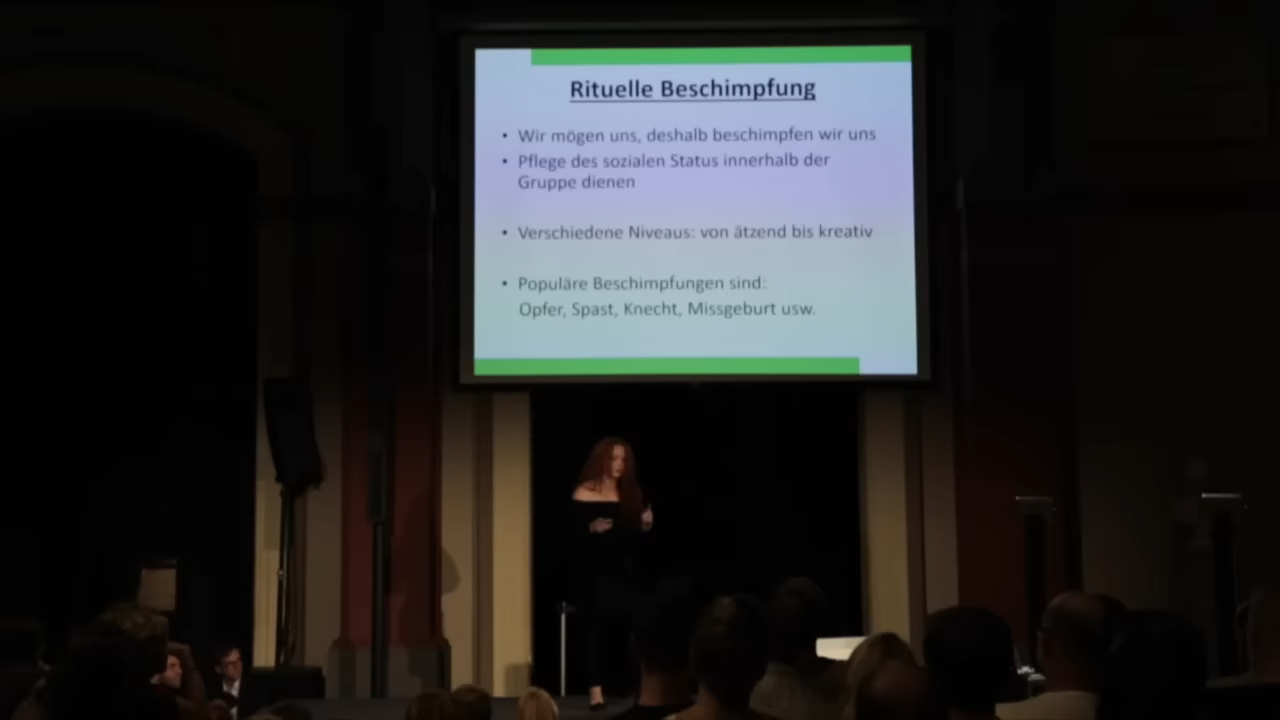 Rituelle Beschimpfung
• Wir mögen uns, deshalb beschimpfen wir uns
• Pflege des sozialen Status innerhalb der
Gruppe dienen
• Verschiedene Niveaus: von ätzend bis kreativ
• Populäre Beschimpfungen sind:
Opfer, Spast, Knecht, Missgeburt usw.